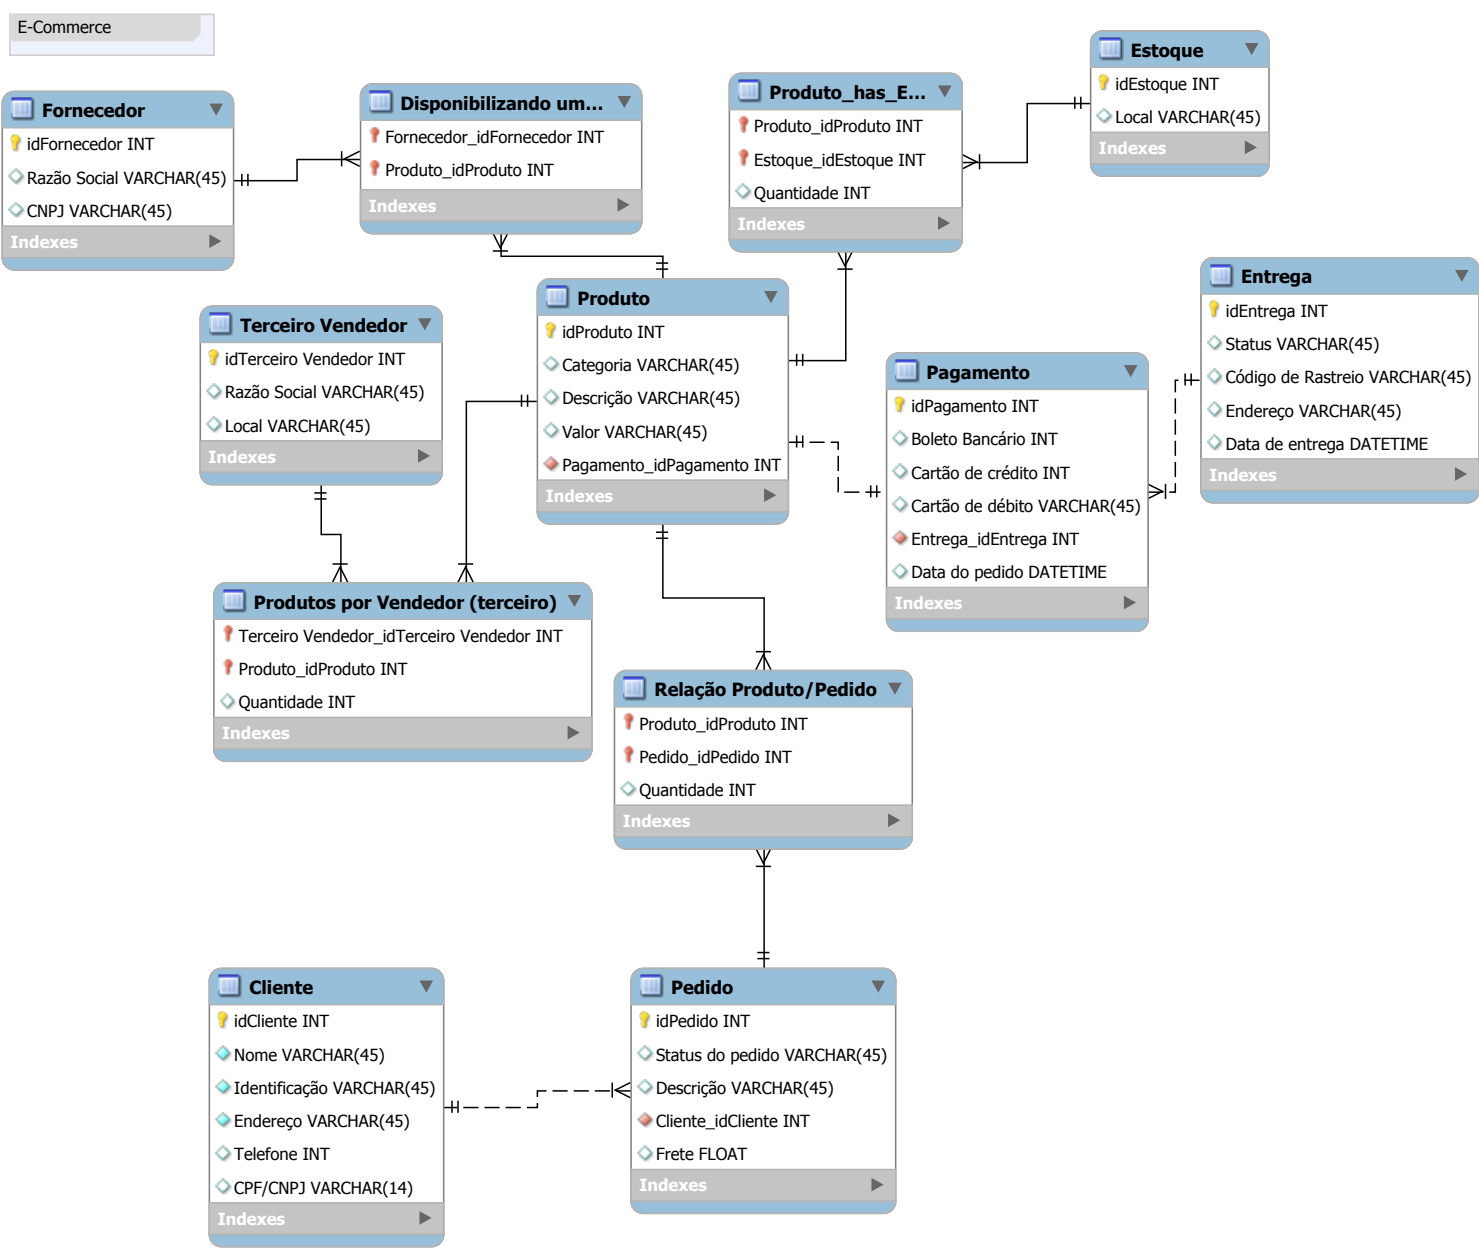 E-Commerce
Fornecedor
idFornecedor INT
Razão Social VARCHAR(45)
CNPJ VARCHAR(45)
Indexes
Disponibilizando um...
Fornecedor_idFornecedor INT
Produto_idProduto INT
Indexes
Produto_has_E...
Produto_idProduto INT
Estoque_idEstoque INT
Quantidade INT
Indexes
Estoque
idEstoque INT
Local VARCHAR(45)
Indexes
Terceiro Vendedor
idTerceiro Vendedor INT
Razão Social VARCHAR(45)
Local VARCHAR(45)
Indexes
Produto
idProduto INT
Categoria VARCHAR(45)
Descrição VARCHAR(45)
Valor VARCHAR(45)
Pagamento_idPagamento INT
Indexes
Pagamento
idPagamento INT
Boleto Bancário INT
Cartão de crédito INT
Cartão de débito VARCHAR(45)
Entrega_idEntrega INT
Data do pedido DATETIME
Indexes
Entrega
idEntrega INT
Status VARCHAR(45)
Código de Rastreio VARCHAR(45)
Endereço VARCHAR(45)
Data de entrega DATETIME
Indexes
Produtos por Vendedor (terceiro)
Terceiro Vendedor_idTerceiro Vendedor INT
Produto_idProduto INT
Quantidade INT
Indexes
Relação Produto/Pedido
Produto_idProduto INT
Pedido_idPedido INT
Quantidade INT
Indexes
Cliente
idCliente INT
Nome VARCHAR(45)
Identificação VARCHAR(45)
Endereço VARCHAR(45)
Telefone INT
CPF/CNPJ VARCHAR(14)
Indexes
Pedido
idPedido INT
Status do pedido VARCHAR(45)
Descrição VARCHAR(45)
Cliente_idCliente INT
Frete FLOAT
Indexes